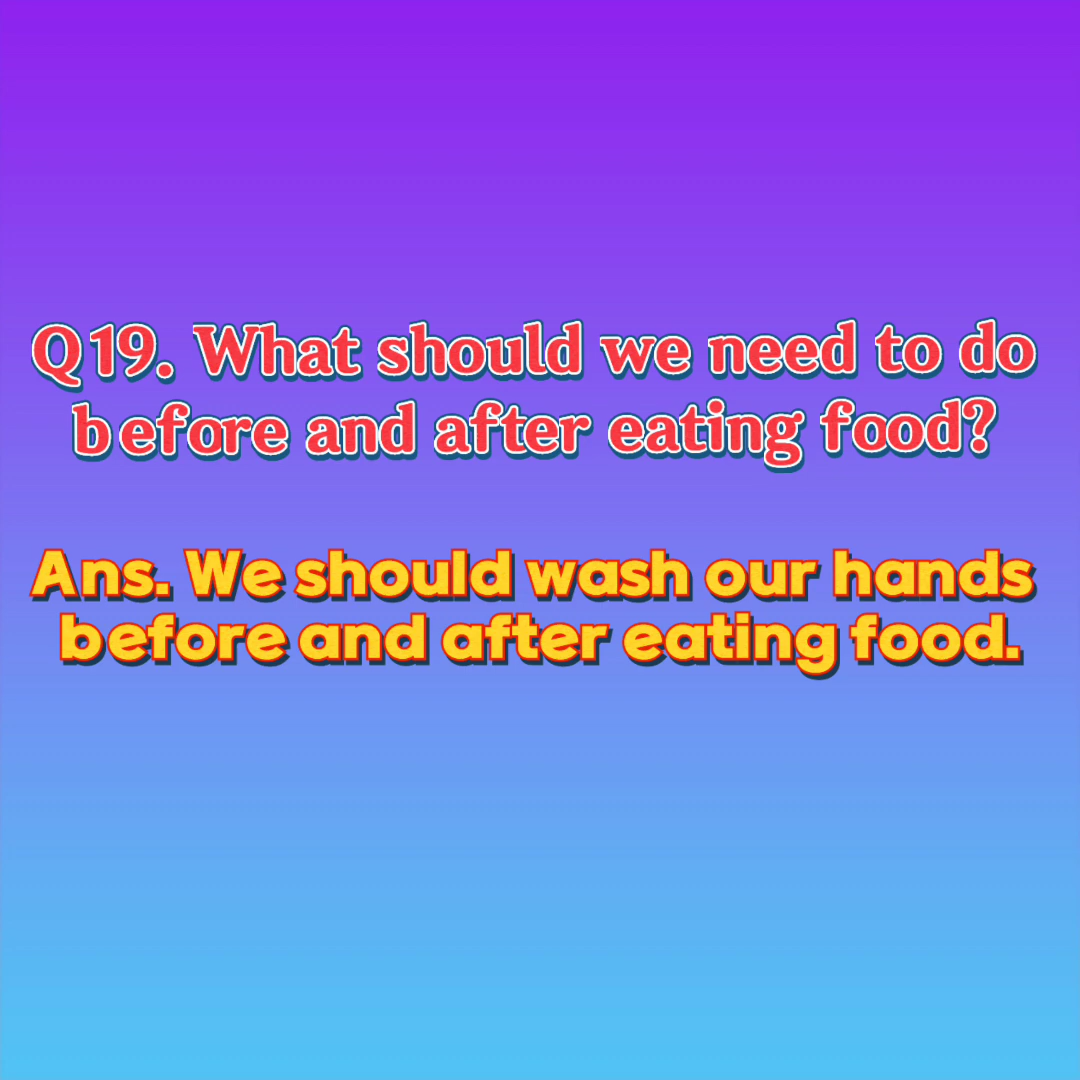 Q19. What should we need to do
before and after eating food?
Ans. We should wash our hands
before and after eating food.